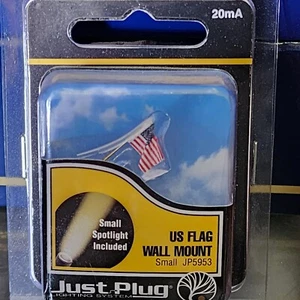 20mA
US FLAG
WALL MOUNT
Small JP5953
Small
Spotlight
Included
Just Plug®
LIGHTING SYSTEM